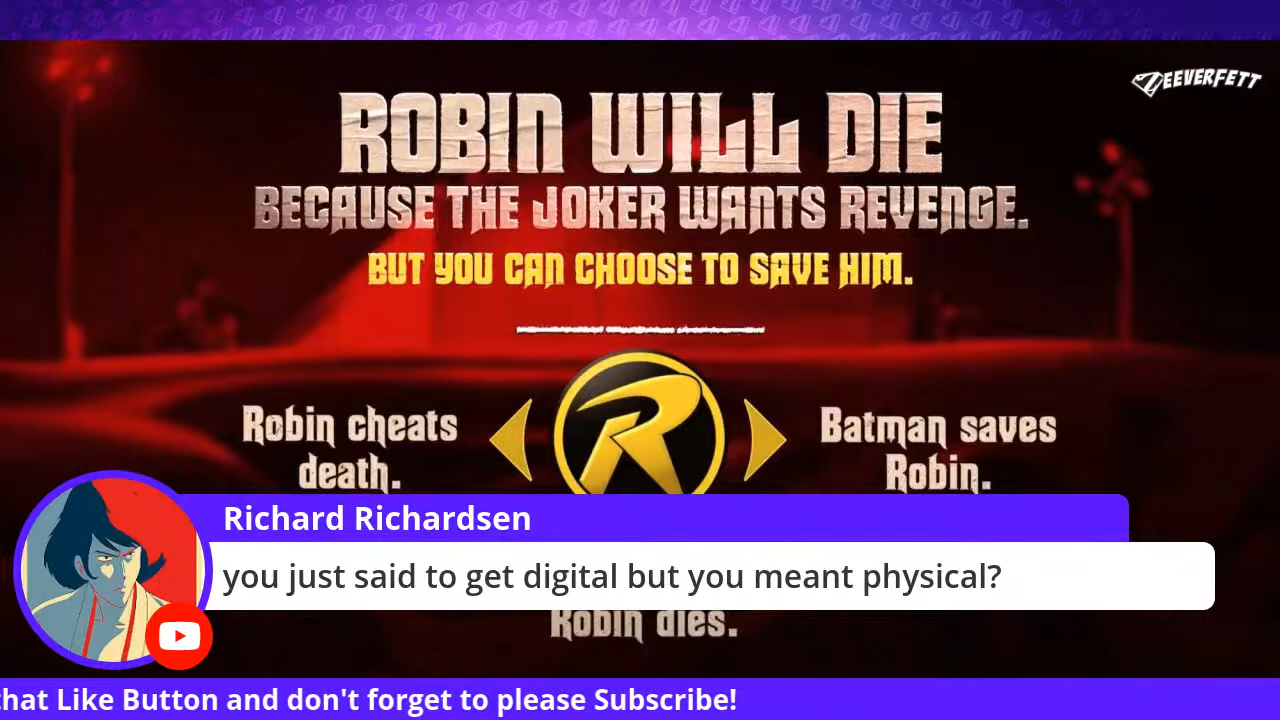 ZEEVERFETT
ROBIN WILL DIE
BECAUSE THE JOKER WANTS REVENGE.
BUT YOU CAN CHOOSE TO SAVE HIM.
Robin cheats
death.
R
Batman saves
Robin.
Richard Richardsen
you just said to get digital but you meant physical?
Robin dies.
that Like Button and don't forget to please Subscribe!